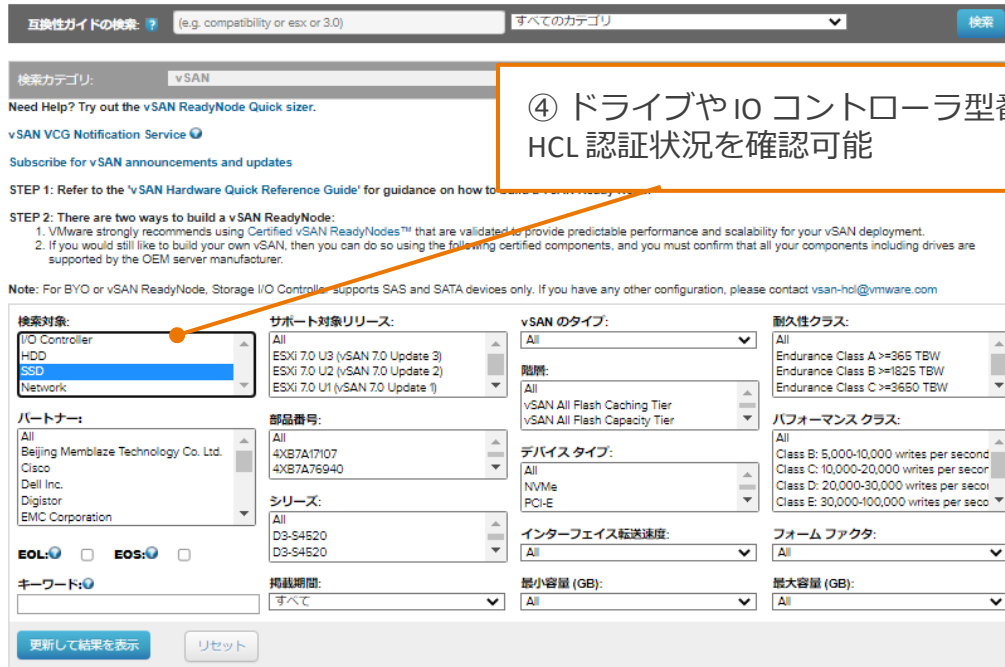 互換性ガイドの検索: ? (e.g. compatibility or esx or 3.0) すべてのカテゴリ 検索
検索カテゴリ: vSAN
④ ドライブや IO コントローラ型番
HCL 認証状況を確認可能
Need Help? Try out the vSAN ReadyNode Quick sizer.
vSAN VCG Notification Service
Subscribe for vSAN announcements and updates
STEP 1: Refer to the 'vSAN Hardware Quick Reference Guide' for guidance on how to
STEP 2: There are two ways to build a vSAN ReadyNode:
1. VMware strongly recommends using Certified vSAN ReadyNodes™ that are validated to provide predictable performance and scalability for your vSAN deployment.
2. If you would still like to build your own vSAN, then you can do so using the following certified components, and you must confirm that all your components including drives are
supported by the OEM server manufacturer.
Note: For BYO or vSAN ReadyNode, Storage I/O Controller supports SAS and SATA devices only. If you have any other configuration, please contact vsan-hcl@vmware.com
検索対象:
I/O Controller
HDD
SSD
Network
パートナー:
All
Beijing Memblaze Technology Co. Ltd.
Cisco
Dell Inc.
Digistor
EMC Corporation
EOL: EOS:
キーワード:
サポート対象リリース:
All
ESXi 7.0 U3 (vSAN 7.0 Update 3)
ESXi 7.0 U2 (vSAN 7.0 Update 2)
ESXi 7.0 U1 (vSAN 7.0 Update 1)
部品番号:
All
4XB7A17107
4XB7A76940
シリーズ:
All
D3-S4520
D3-S4520
掲載期間:
すべて
vSAN のタイプ:
All
階層:
All
vSAN All Flash Caching Tier
vSAN All Flash Capacity Tier
デバイス タイプ:
All
NVMe
PCI-E
インターフェイス転送速度:
All
最小容量 (GB):
All
耐久性クラス:
All
Endurance Class A >=365 TBW
Endurance Class B >=1825 TBW
Endurance Class C >=3650 TBW
パフォーマンス クラス:
All
Class B: 5,000-10,000 writes per second
Class C: 10,000-20,000 writes per secon
Class D: 20,000-30,000 writes per secon
Class E: 30,000-100,000 writes per seco
フォーム ファクタ:
All
最大容量 (GB):
All
更新して結果を表示 リセット